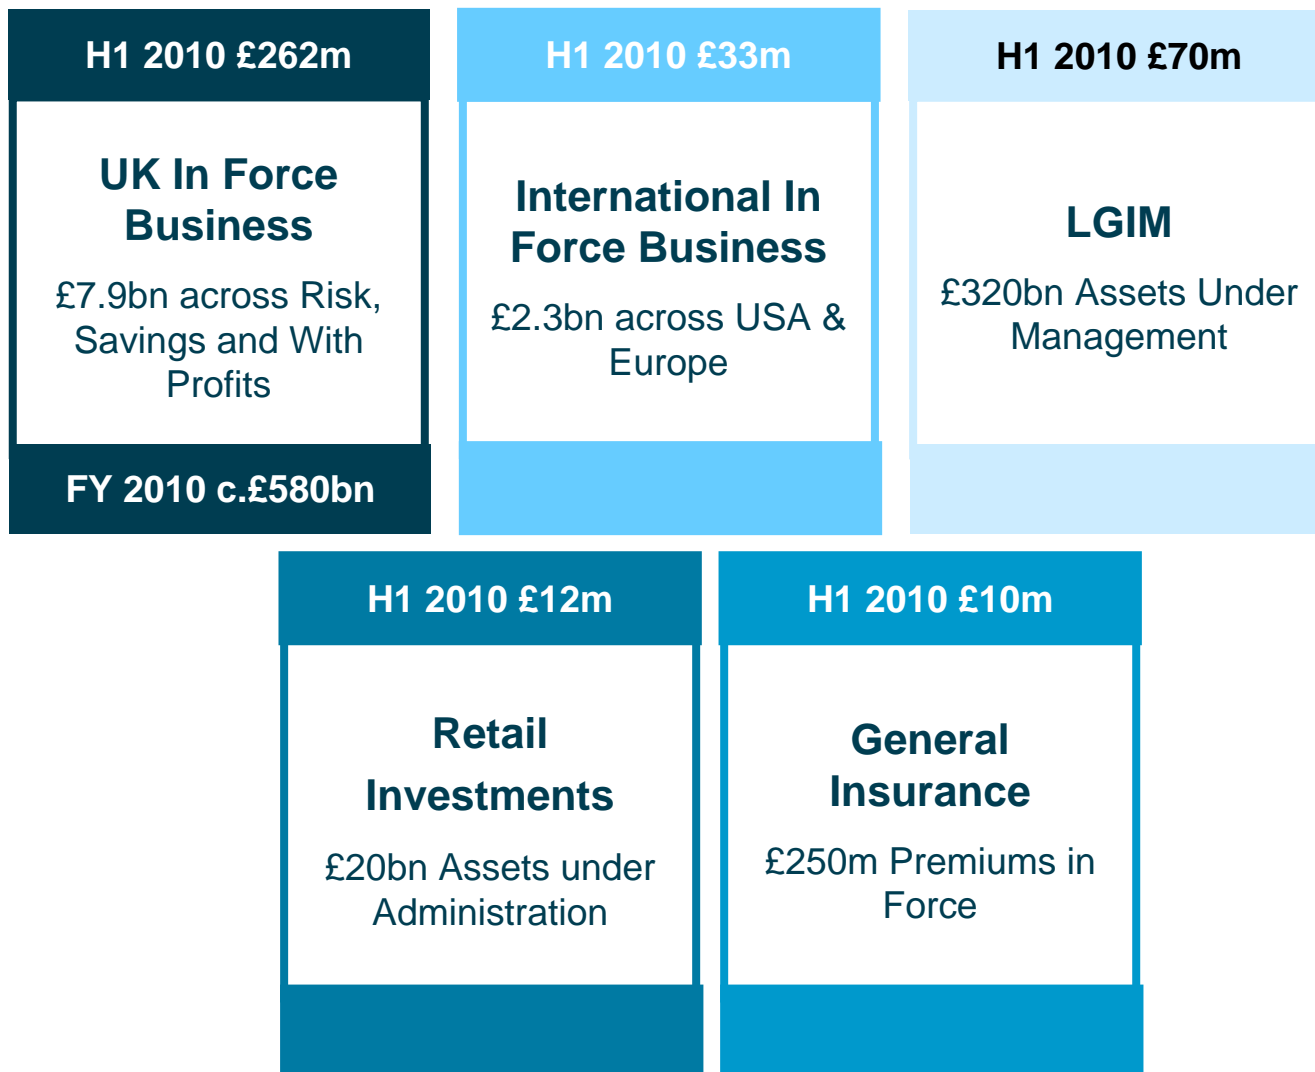 H1 2010 £262m
UK In Force
Business
£7.9bn across Risk,
Savings and With
Profits
FY 2010 c.£580bn
H1 2010 £33m
International In
Force Business
£2.3bn across USA &
Europe
H1 2010 £70m
LGIM
£320bn Assets Under
Management
H1 2010 £12m
Retail
Investments
£20bn Assets under
Administration
H1 2010 £10m
General
Insurance
£250m Premiums in
Force